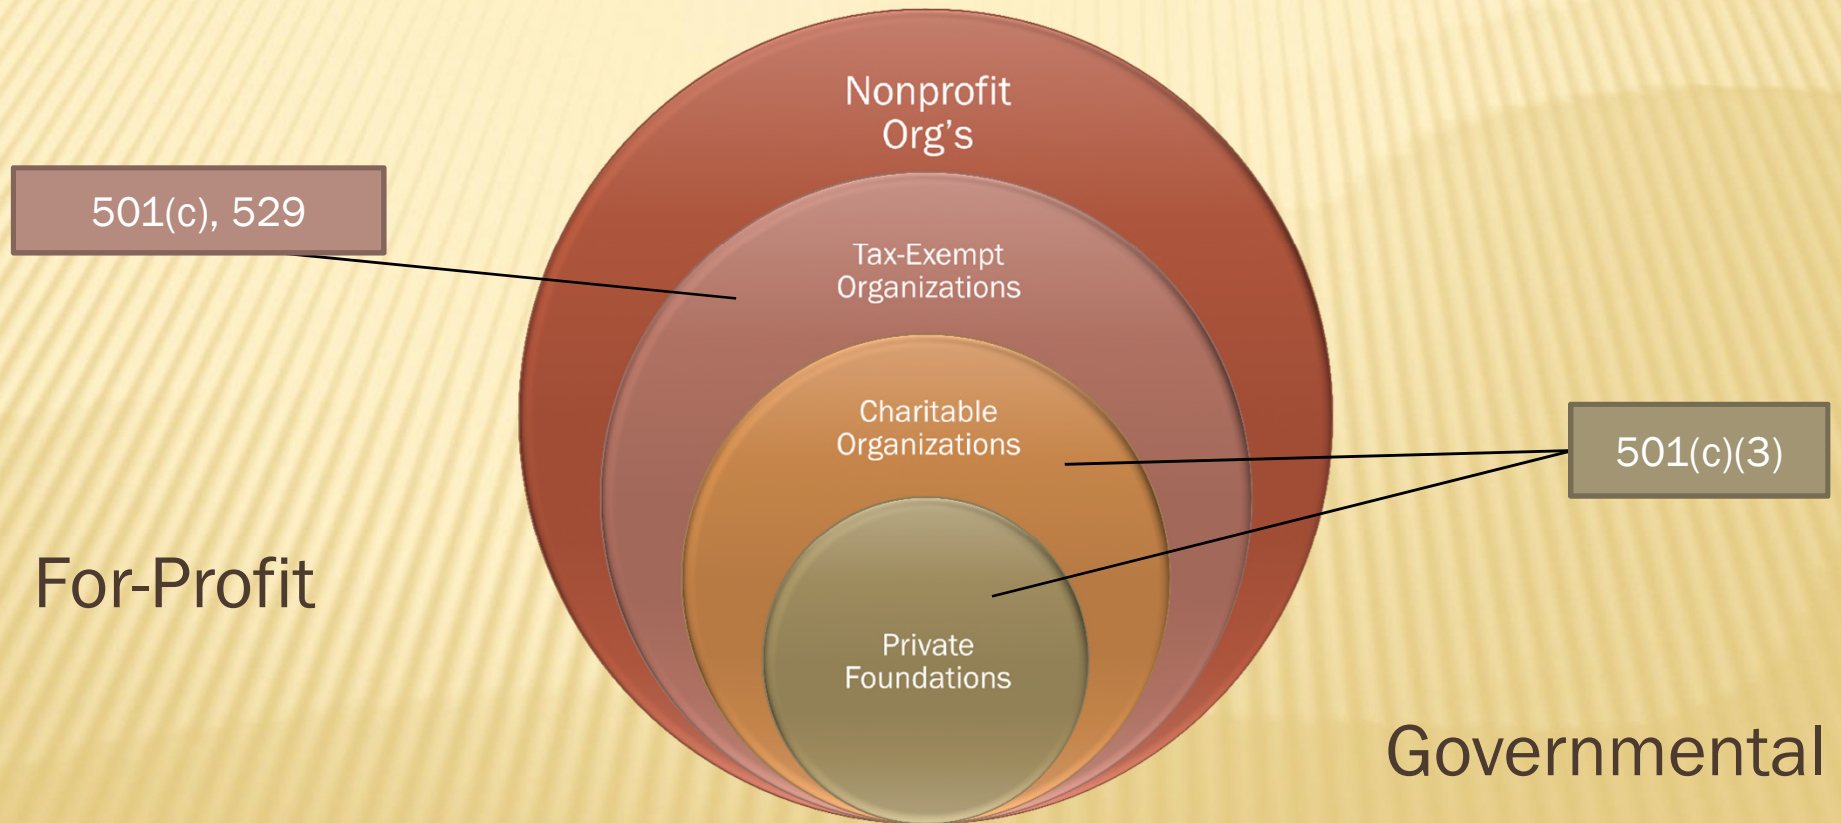 Nonprofit
Org’s
501(c), 529
Tax-Exempt
Organizations
Charitable
Organizations
501(c)(3)
For-Profit
Private
Foundations
Governmental